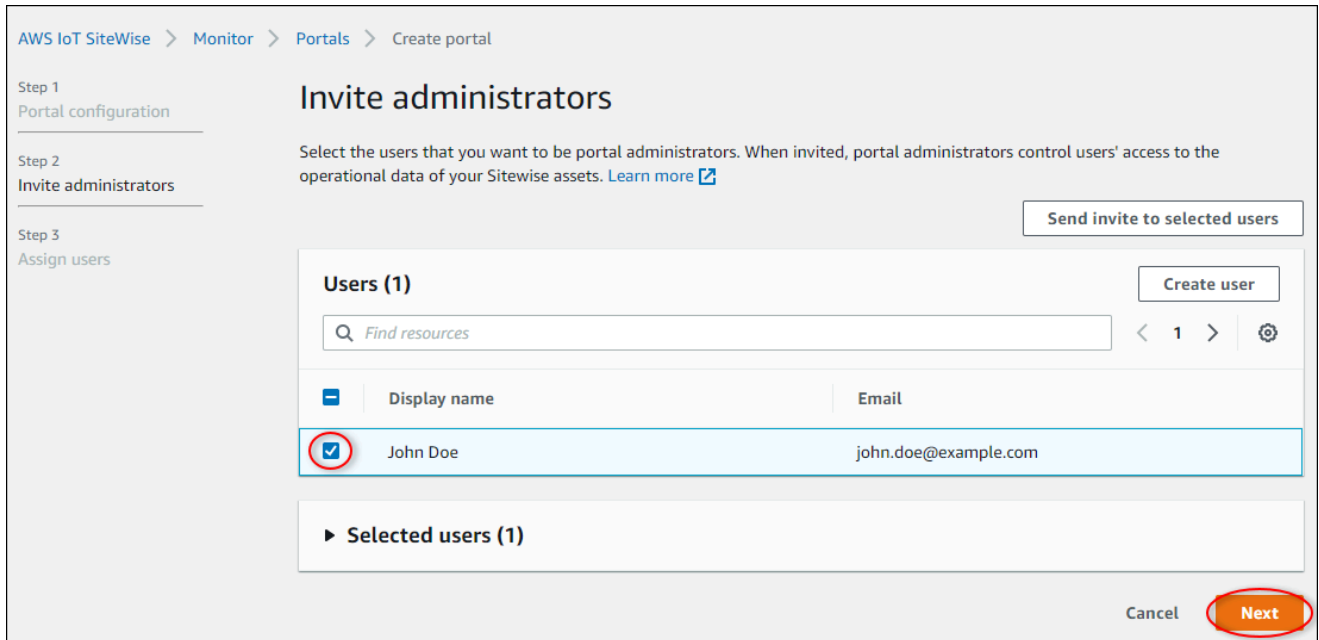 AWS IoT SiteWise > Monitor > Portals > Create portal
Step 1
Portal configuration
Step 2
Invite administrators
Step 3
Assign users
Invite administrators
Select the users that you want to be portal administrators. When invited, portal administrators control users' access to the
operational data of your Sitewise assets. Learn more
Send invite to selected users
Users (1)
Create user
Find resources
< 1 >
Display name
Email
John Doe
john.doe@example.com
Selected users (1)
Cancel
Next